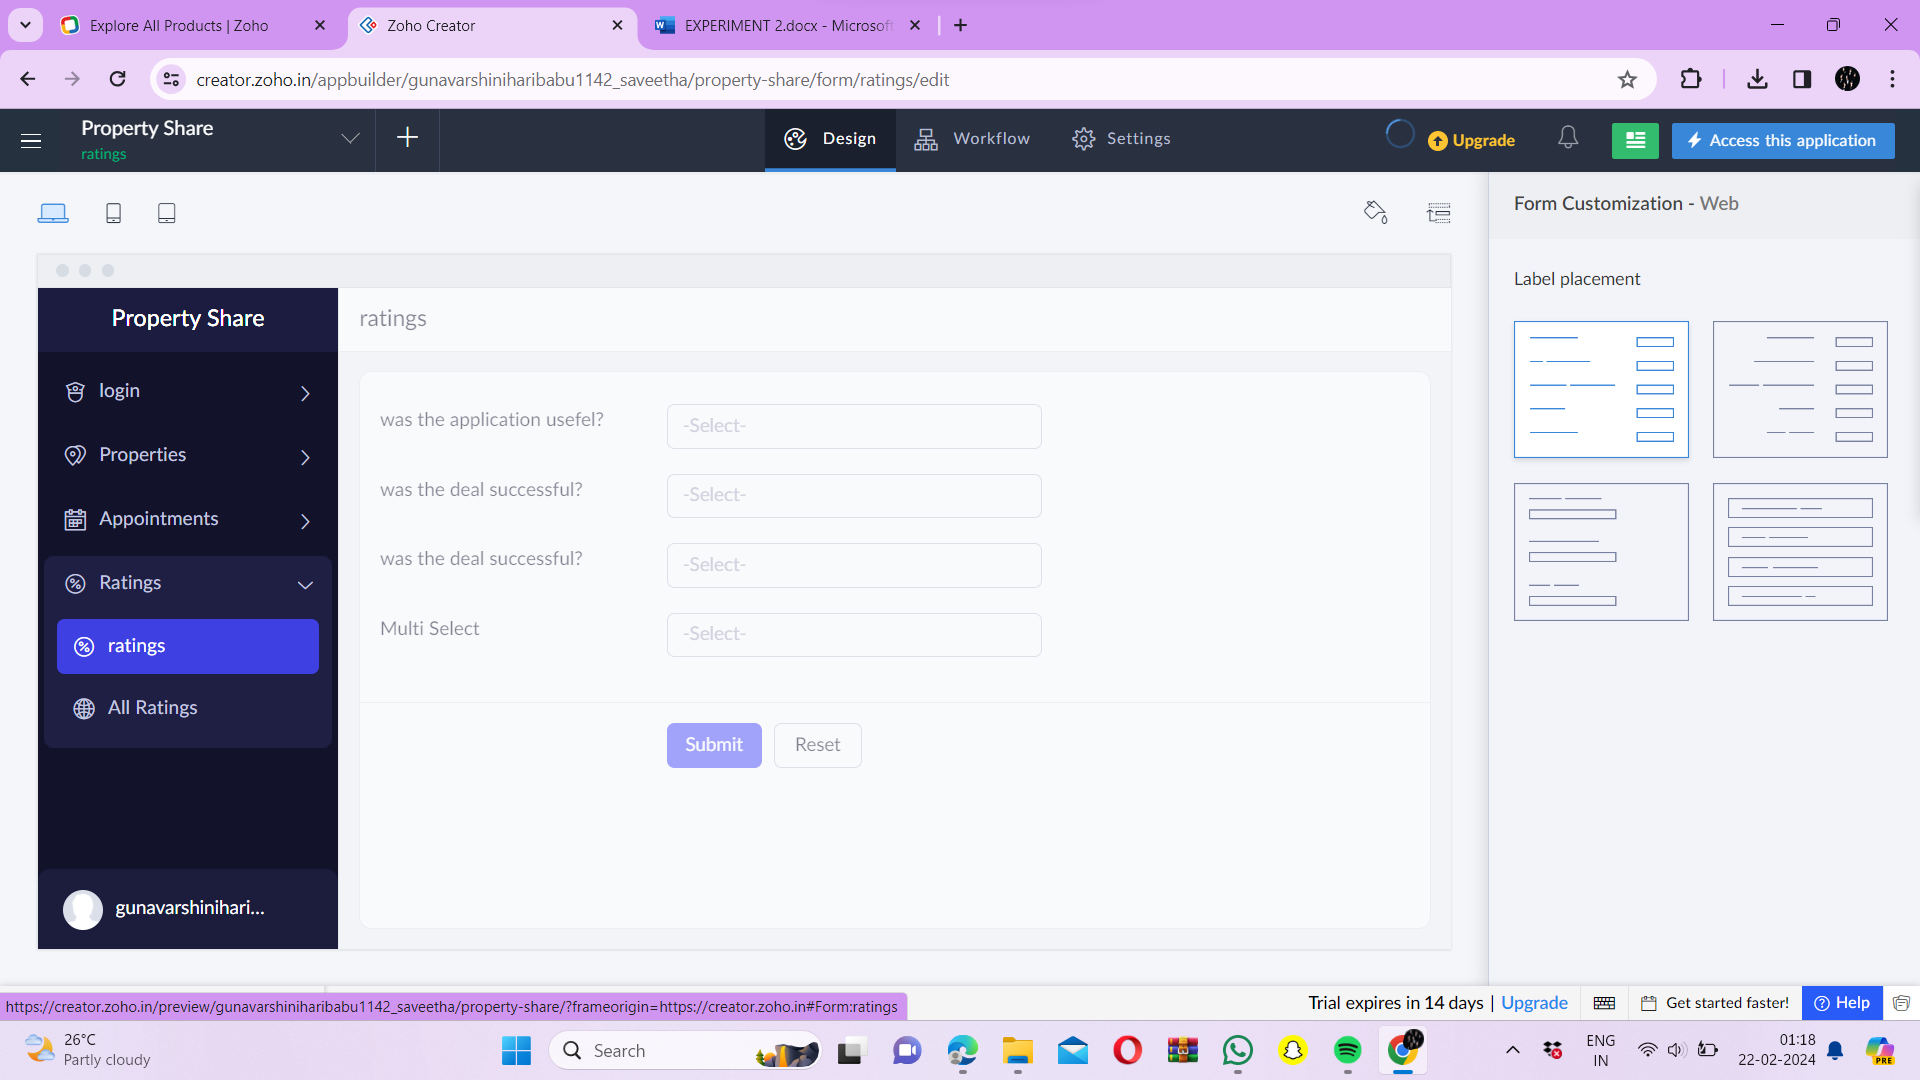 Explore All Products | Zoho
Zoho Creator
EXPERIMENT 2.docx - Microsoft
creator.zoho.in/appbuilder/gunavarshiniharibabu1142_saveetha/property-share/form/ratings/edit
Property Share
ratings
Design
Workflow
Settings
Upgrade
Access this application
Form Customization - Web
Label placement
Property Share
login
Properties
Appointments
Ratings
ratings
All Ratings
gunavarshinihari...
ratings
was the application usefel?
-Select-
was the deal successful?
-Select-
was the deal successful?
-Select-
Multi Select
-Select-
Submit
Reset
https://creator.zoho.in/preview/gunavarshiniharibabu1142_saveetha/property-share/?frameorigin=https://creator.zoho.in#Form:ratings
Trial expires in 14 days | Upgrade
Get started faster!
Help
26°C
Partly cloudy
Search
ENG
IN
01:18
22-02-2024
PRE